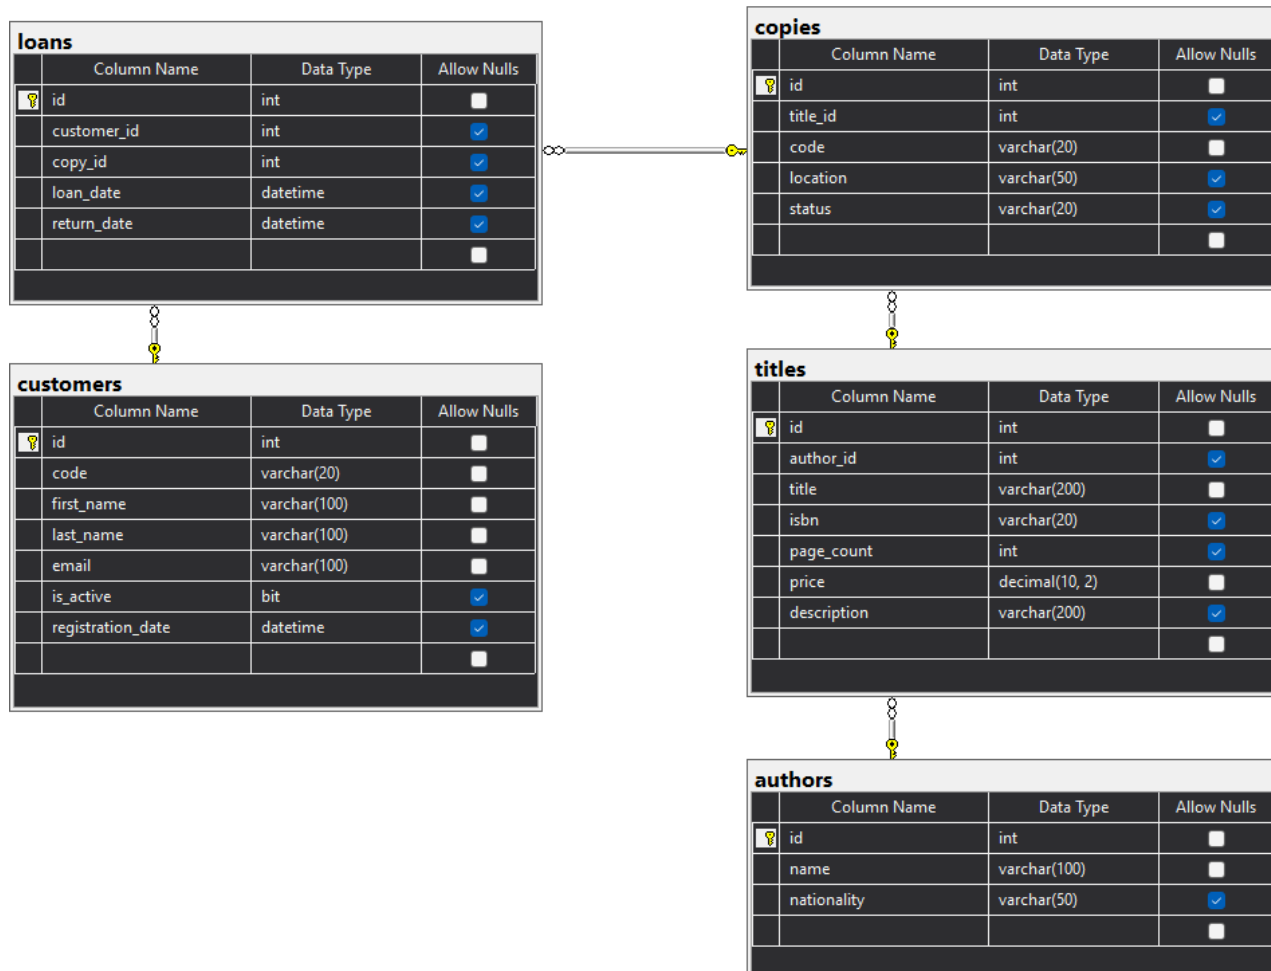 loans
Column Name Data Type Allow Nulls
id int
customer_id int
copy_id int
loan_date datetime
return_date datetime
customers
Column Name Data Type Allow Nulls
id int
code varchar(20)
first_name varchar(100)
last_name varchar(100)
email varchar(100)
is_active bit
registration_date datetime
copies
Column Name Data Type Allow Nulls
id int
title_id int
code varchar(20)
location varchar(50)
status varchar(20)
titles
Column Name Data Type Allow Nulls
id int
author_id int
title varchar(200)
isbn varchar(20)
page_count int
price decimal(10, 2)
description varchar(200)
authors
Column Name Data Type Allow Nulls
id int
name varchar(100)
nationality varchar(50)